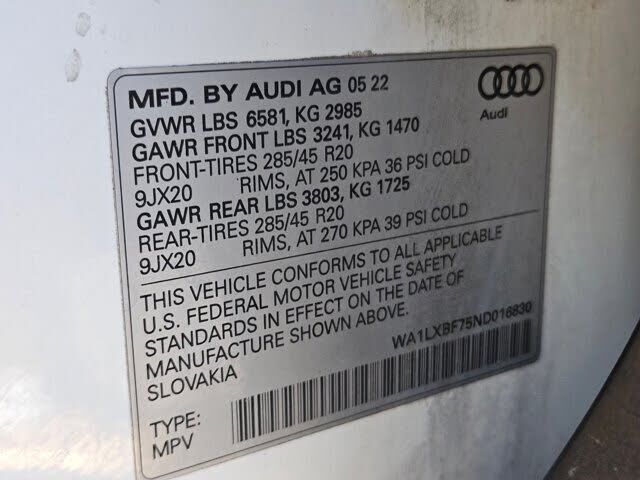 MFD. BY AUDI AG 05 22
GVWR LBS 6581, KG 2985
GAWR FRONT LBS 3241, KG 1470
FRONT-TIRES 285/45 R20
9JX20 RIMS, AT 250 KPA 36 PSI COLD
GAWR REAR LBS 3803, KG 1725
REAR-TIRES 285/45 R20
9JX20 RIMS, AT 270 KPA 39 PSI COLD
Audi
THIS VEHICLE CONFORMS TO ALL APPLICABLE
U.S. FEDERAL MOTOR VEHICLE SAFETY
STANDARDS IN EFFECT ON THE DATE OF
MANUFACTURE SHOWN ABOVE.
SLOVAKIA
WA1LXBF75ND016830
TYPE:
MPV